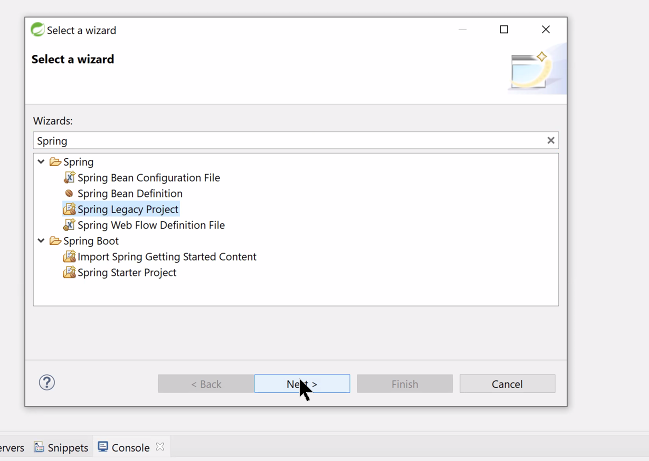 Select a wizard
Select a wizard
Wizards:
Spring
Spring
Spring Bean Configuration File
Spring Bean Definition
Spring Legacy Project
Spring Web Flow Definition File
Spring Boot
Import Spring Getting Started Content
Spring Starter Project
< Back Next > Finish Cancel
ervers Snippets Console